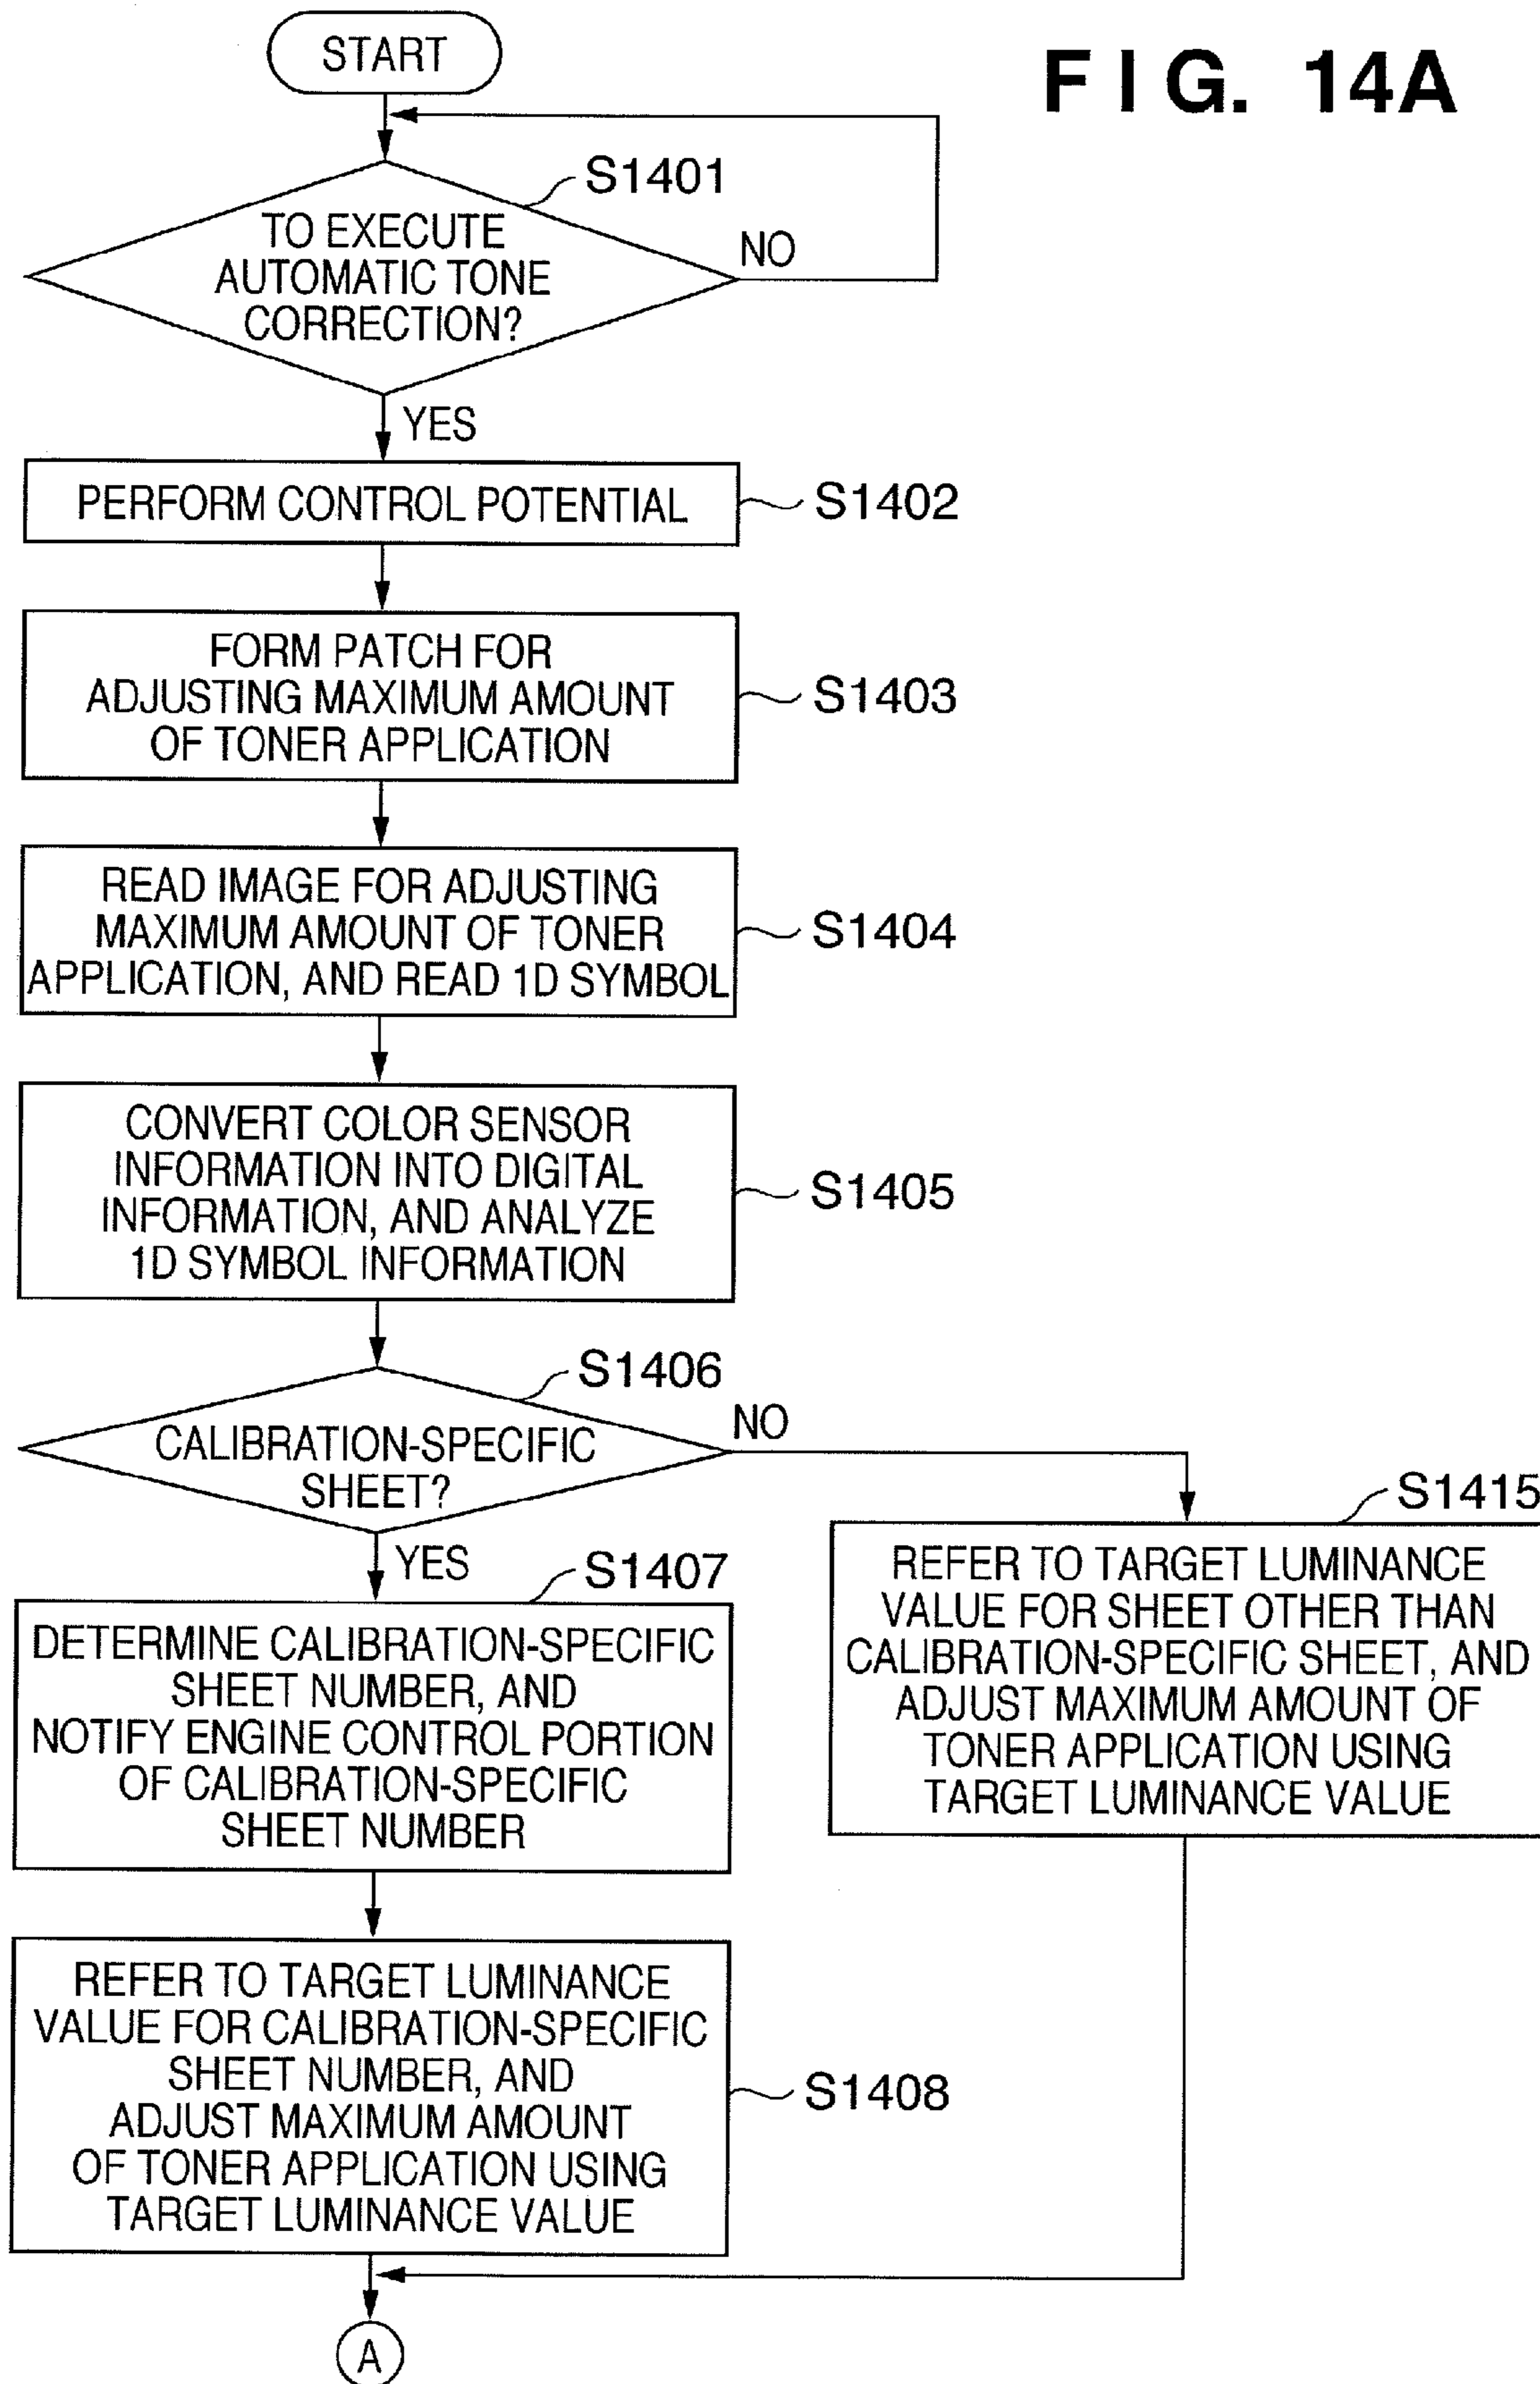 F I G. 14A
START
S1401
TO EXECUTE
AUTOMATIC TONE
CORRECTION?
NO
YES
PERFORM CONTROL POTENTIAL
S1402
FORM PATCH FOR
ADJUSTING MAXIMUM AMOUNT
OF TONER APPLICATION
S1403
READ IMAGE FOR ADJUSTING
MAXIMUM AMOUNT OF TONER
APPLICATION, AND READ 1D SYMBOL
S1404
CONVERT COLOR SENSOR
INFORMATION INTO DIGITAL
INFORMATION, AND ANALYZE
1D SYMBOL INFORMATION
S1405
S1406
CALIBRATION-SPECIFIC
SHEET?
NO
YES
S1407
DETERMINE CALIBRATION-SPECIFIC
SHEET NUMBER, AND
NOTIFY ENGINE CONTROL PORTION
OF CALIBRATION-SPECIFIC
SHEET NUMBER
S1415
REFER TO TARGET LUMINANCE
VALUE FOR SHEET OTHER THAN
CALIBRATION-SPECIFIC SHEET, AND
ADJUST MAXIMUM AMOUNT OF
TONER APPLICATION USING
TARGET LUMINANCE VALUE
REFER TO TARGET LUMINANCE
VALUE FOR CALIBRATION-SPECIFIC
SHEET NUMBER, AND
ADJUST MAXIMUM AMOUNT
OF TONER APPLICATION USING
TARGET LUMINANCE VALUE
S1408
A